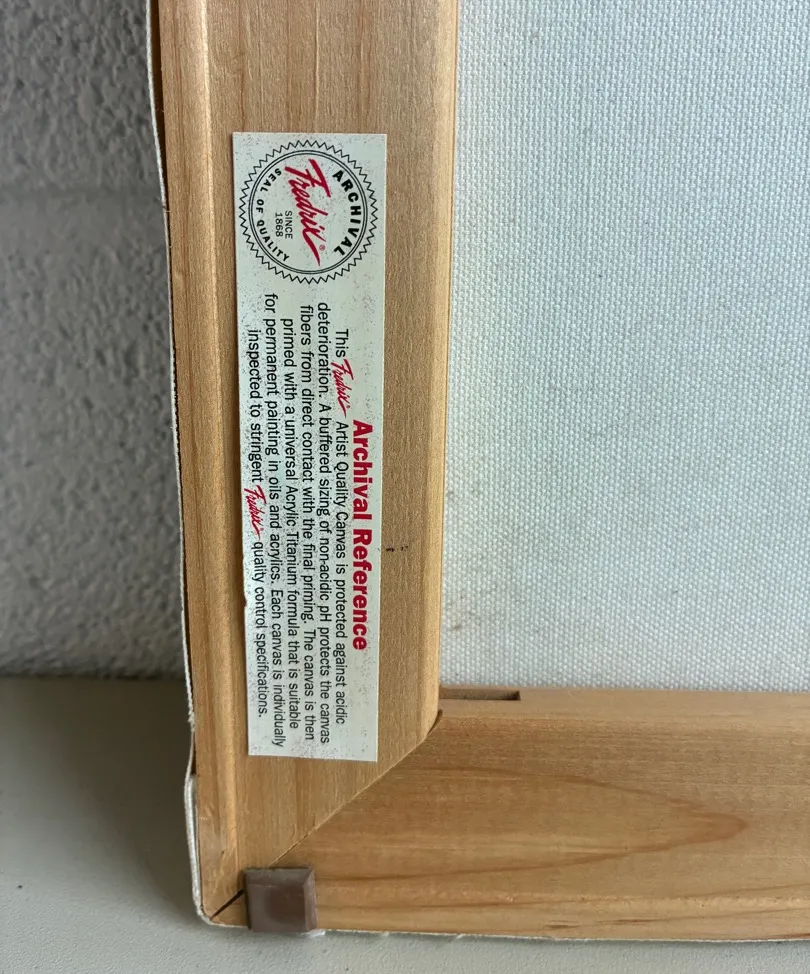 ARCHIVAL
Fredrix®
SINCE
1868
SEAL OF QUALITY
Archival Reference
This Fredrix Artist Quality Canvas is protected against acidic
deterioration. A buffered sizing of non-acidic pH protects the canvas
fibers from direct contact with the final priming. The canvas is then
primed with a universal Acrylic Titanium formula that is suitable
for permanent painting in oils and acrylics. Each canvas is individually
inspected to stringent Fredrix quality control specifications.